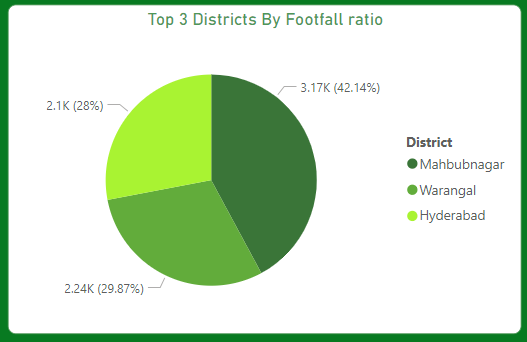 Top 3 Districts By Footfall ratio
3.17K (42.14%)
2.1K (28%)
District
Mahbubnagar
Warangal
Hyderabad
2.24K (29.87%)